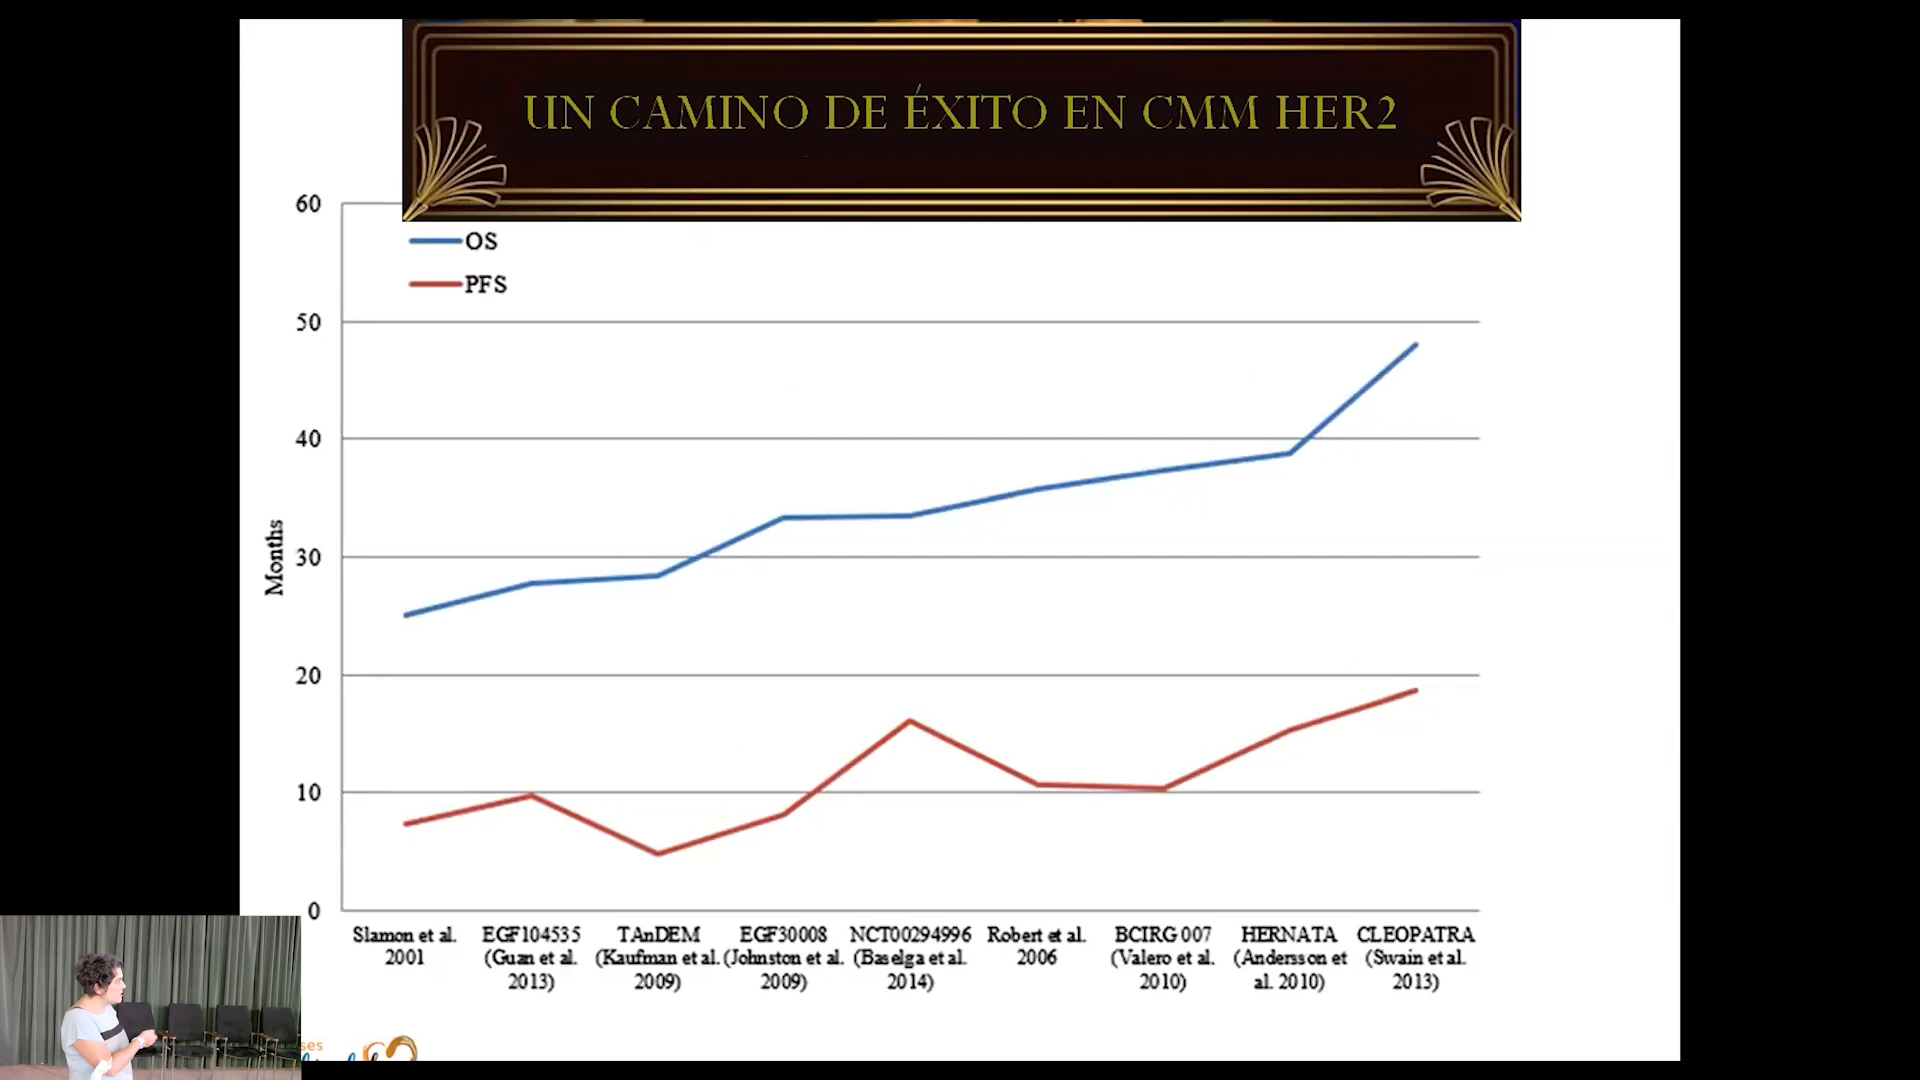 UN CAMINO DE ÉXITO EN CMM HER2
60
OS
PFS
50
40
30
20
10
0
Months
Slamon et al.
2001
EGF104535
(Guan et al.
2013)
TAnDEM
(Kaufman et al.
2009)
EGF30008
(Johnston et al.
2009)
NCT00294996
(Baselga et al.
2014)
Robert et al.
2006
BCIRG 007
(Valero et al.
2010)
HERNATA
(Andersson et
al. 2010)
CLEOPATRA
(Swain et al.
2013)
ses